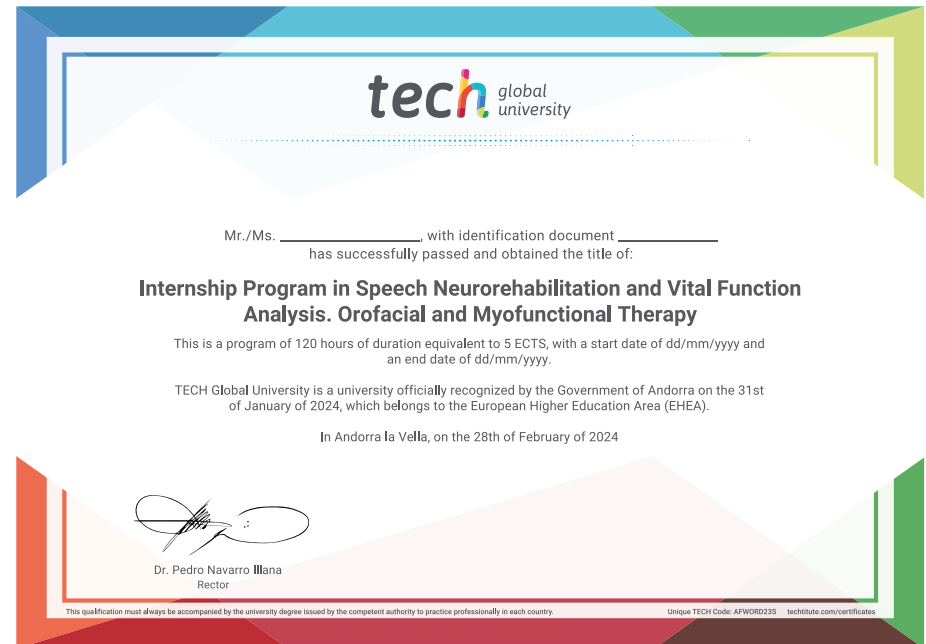 tech global university
Mr./Ms. ____________________, with identification document ______________
has successfully passed and obtained the title of:
Internship Program in Speech Neurorehabilitation and Vital Function
Analysis. Orofacial and Myofunctional Therapy
This is a program of 120 hours of duration equivalent to 5 ECTS, with a start date of dd/mm/yyyy and
an end date of dd/mm/yyyy.
TECH Global University is a university officially recognized by the Government of Andorra on the 31st
of January of 2024, which belongs to the European Higher Education Area (EHEA).
In Andorra la Vella, on the 28th of February of 2024
Dr. Pedro Navarro Illana
Rector
This qualification must always be accompanied by the university degree issued by the competent authority to practice professionally in each country. Unique TECH Code: AFWORD23S techtitute.com/certificates